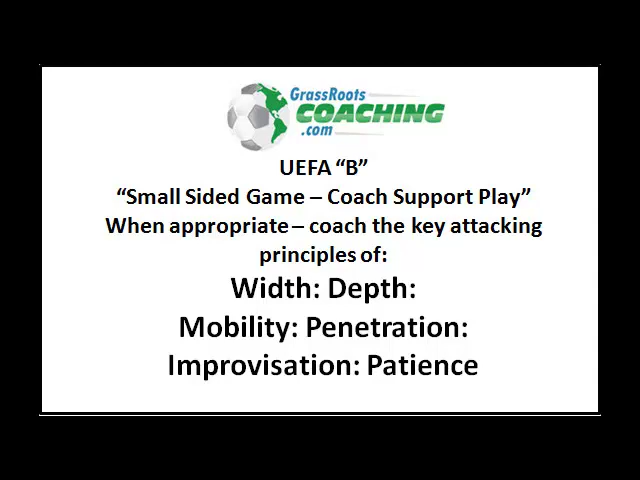 GrassRoots
COACHING
.com
UEFA “B”
“Small Sided Game – Coach Support Play”
When appropriate – coach the key attacking
principles of:
Width: Depth:
Mobility: Penetration:
Improvisation: Patience